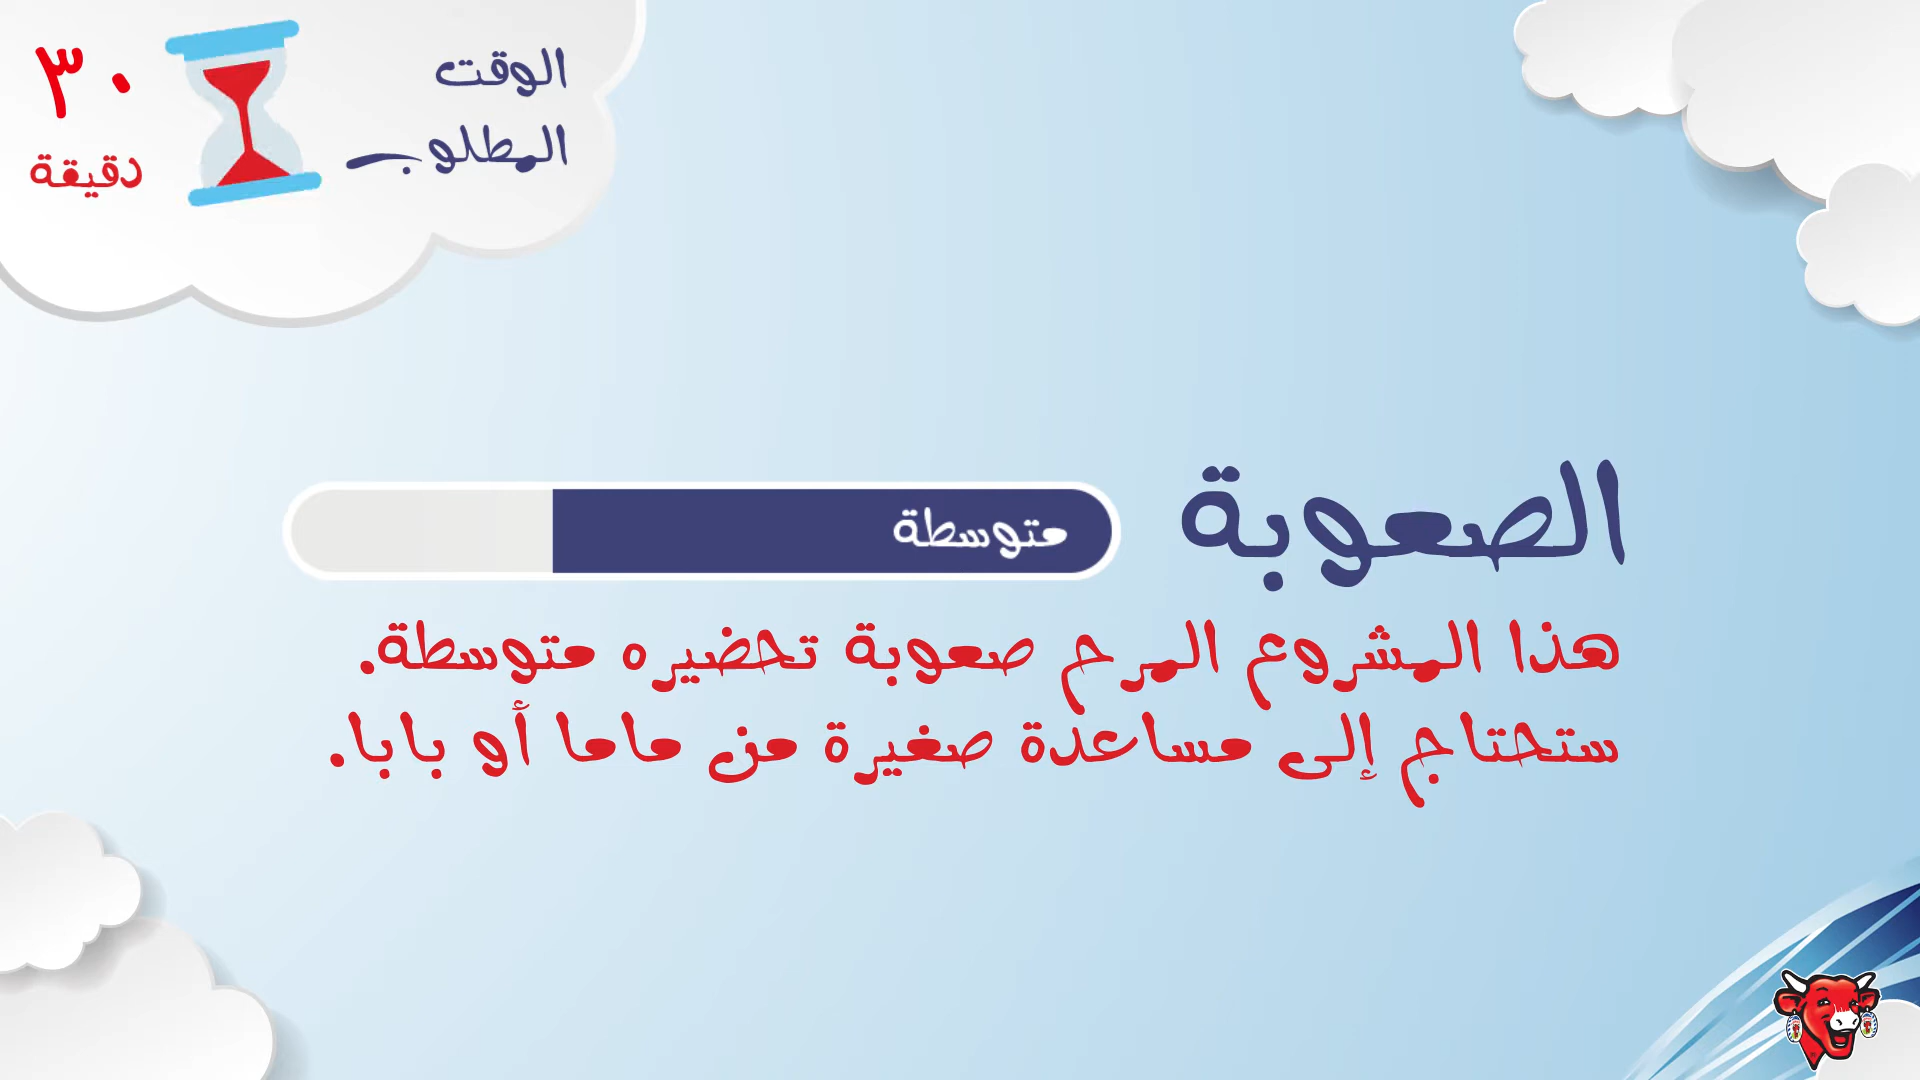 الوقت
المطلوب
٣٠
دقيقة
الصعوبة
متوسطة
هذا المشروع المرح صعوبة تحضيره متوسطة.
ستحتاج إلى مساعدة صغيرة من ماما أو بابا.